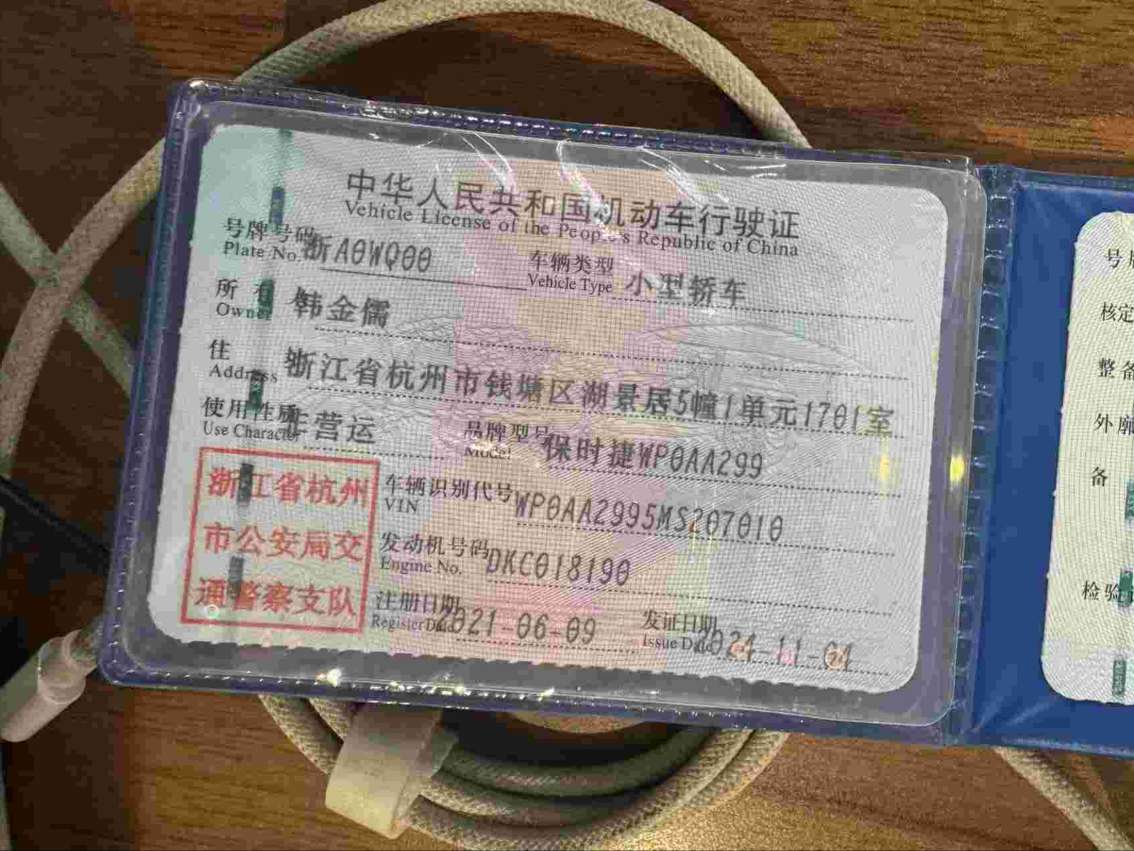 中华人民共和国机动车行驶证
Vehicle License of the People's Republic of China
号牌号码 浙A0WQ00 车辆类型 小型轿车
Plate No. Vehicle Type
所有 韩金儒
Owner
住 浙江省杭州市钱塘区湖景居5幢1单元1701室
Address
使用性质 非营运 品牌型号 保时捷WP0AA299
Use Character Model
浙江省杭州
市公安局交
通警察支队
车辆识别代号 WP0AA2995MS207010
VIN
发动机号码 DKC018190
Engine No.
注册日期 2021-06-09 发证日期 2024-11-04
Register Date Issue Date
号牌
核定
整备
外廓
备
检验